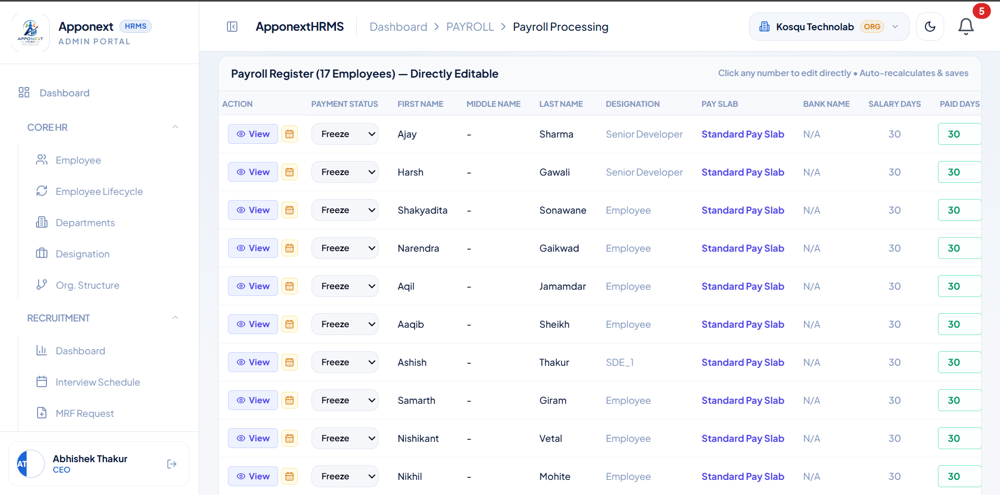 Apponext HRMS
ADMIN PORTAL
APPONEXT
HRMS
ApponextHRMS Dashboard > PAYROLL > Payroll Processing
Kosqu Technolab ORG
5
Dashboard
CORE HR
Employee
Employee Lifecycle
Departments
Designation
Org. Structure
RECRUITMENT
Dashboard
Interview Schedule
MRF Request
AT
Abhishek Thakur
CEO
Payroll Register (17 Employees) — Directly Editable
Click any number to edit directly • Auto-recalculates & saves
ACTION PAYMENT STATUS FIRST NAME MIDDLE NAME LAST NAME DESIGNATION PAY SLAB BANK NAME SALARY DAYS PAID DAYS
View Freeze Ajay - Sharma Senior Developer Standard Pay Slab N/A 30 30
View Freeze Harsh - Gawali Senior Developer Standard Pay Slab N/A 30 30
View Freeze Shakyadita - Sonawane Employee Standard Pay Slab N/A 30 30
View Freeze Narendra - Gaikwad Employee Standard Pay Slab N/A 30 30
View Freeze Aqil - Jamamdar Employee Standard Pay Slab N/A 30 30
View Freeze Aaqib - Sheikh Employee Standard Pay Slab N/A 30 30
View Freeze Ashish - Thakur SDE_1 Standard Pay Slab N/A 30 30
View Freeze Samarth - Giram Employee Standard Pay Slab N/A 30 30
View Freeze Nishikant - Vetal Employee Standard Pay Slab N/A 30 30
View Freeze Nikhil - Mohite Employee Standard Pay Slab N/A 30 30